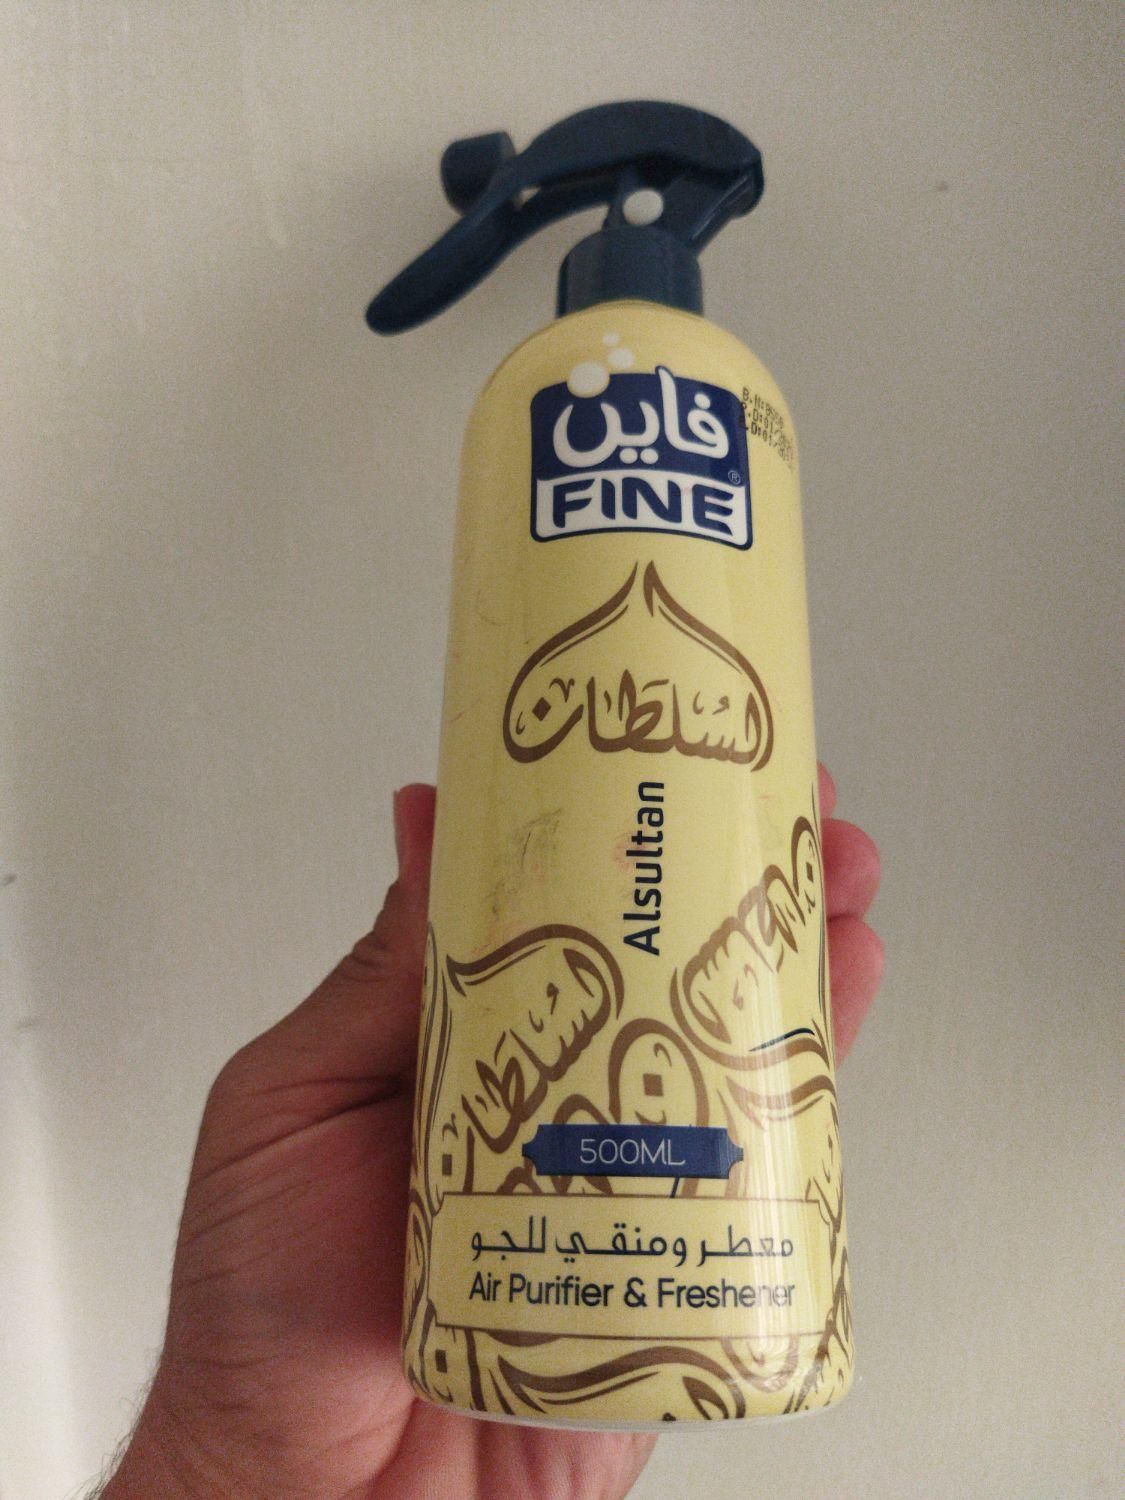 فاين
FINE
®
السلطان
Alsultan
السلطان
500ML
معطر ومنقي للجو
Air Purifier & Freshener